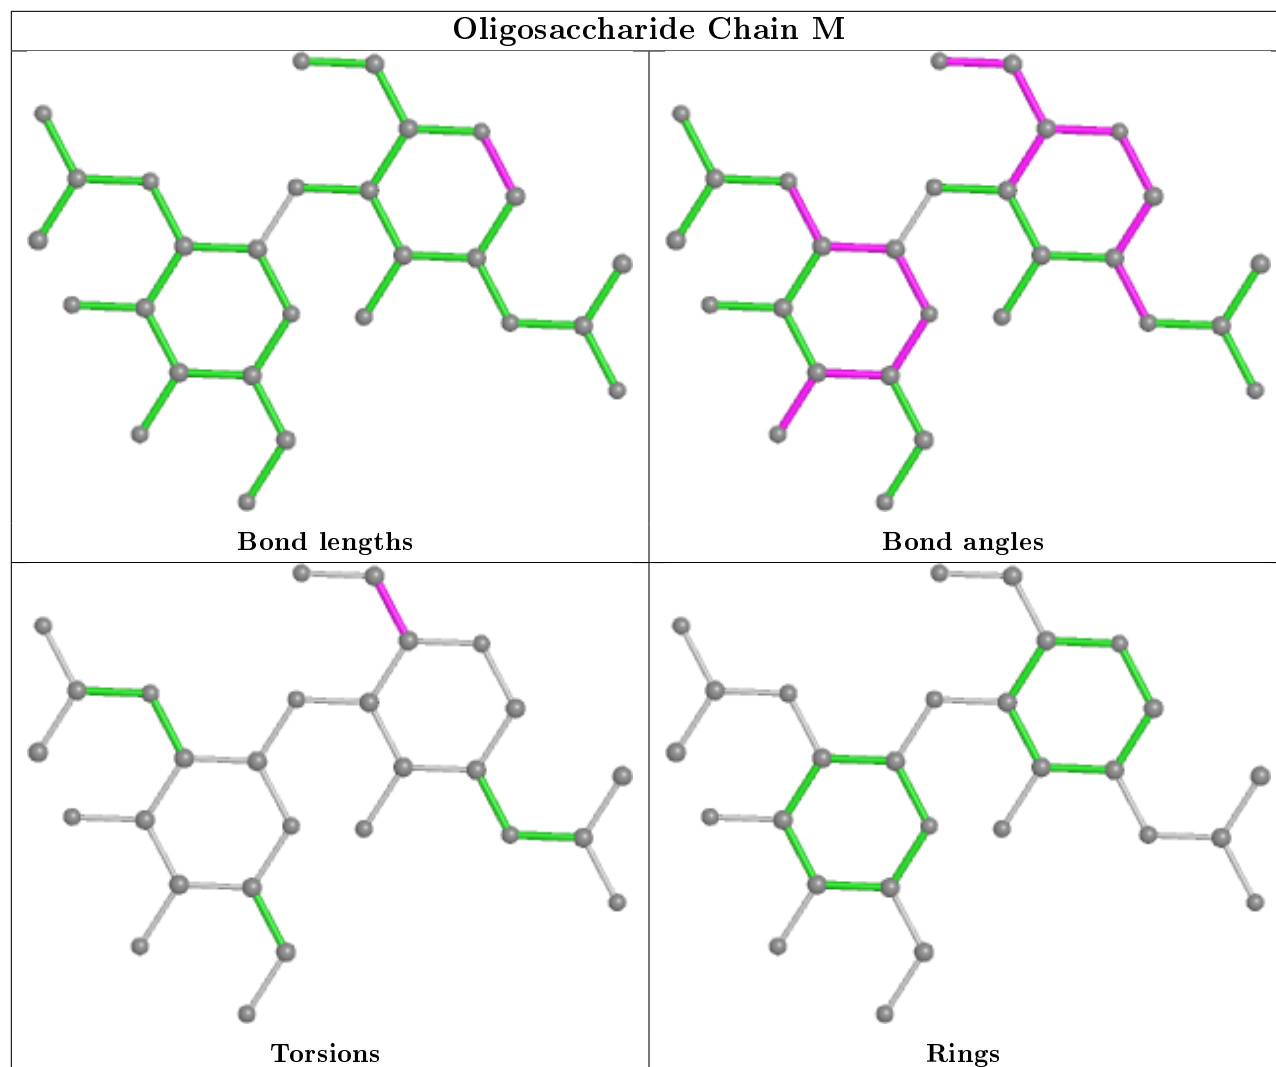 Oligosaccharide Chain M
Bond lengths
Bond angles
Torsions
Rings